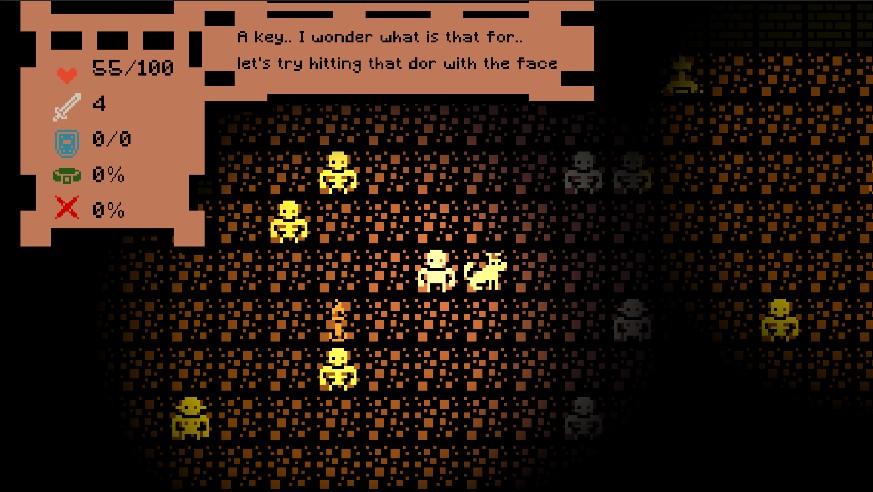 A key.. I wonder what is that for..
let's try hitting that dor with the face
55/100
4
0/0
0%
0%